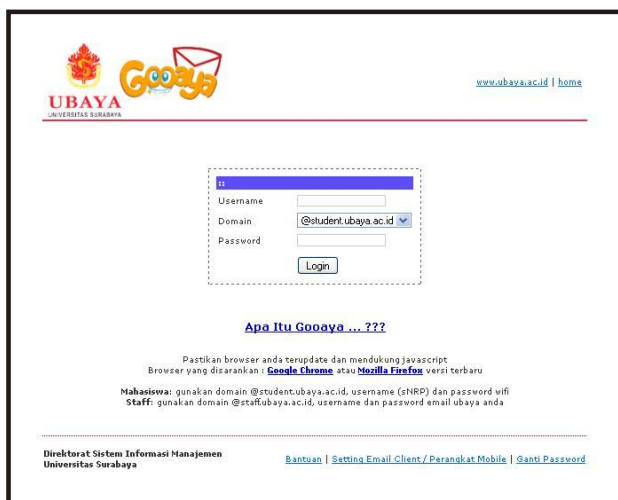 UBAYA
UNIVERSITAS SURABAYA
Gooaya
www.ubaya.ac.id | home
::
Username
Domain @student.ubaya.ac.id
Password
Login
Apa Itu Gooaya ... ???
Pastikan browser anda terupdate dan mendukung javascript
Browser yang disarankan : Google Chrome atau Mozilla Firefox versi terbaru
Mahasiswa: gunakan domain @student.ubaya.ac.id, username (sNRP) dan password wifi
Staff: gunakan domain @staff.ubaya.ac.id, username dan password email ubaya anda
Direktorat Sistem Informasi Manajemen
Universitas Surabaya
Bantuan | Setting Email Client / Perangkat Mobile | Ganti Password